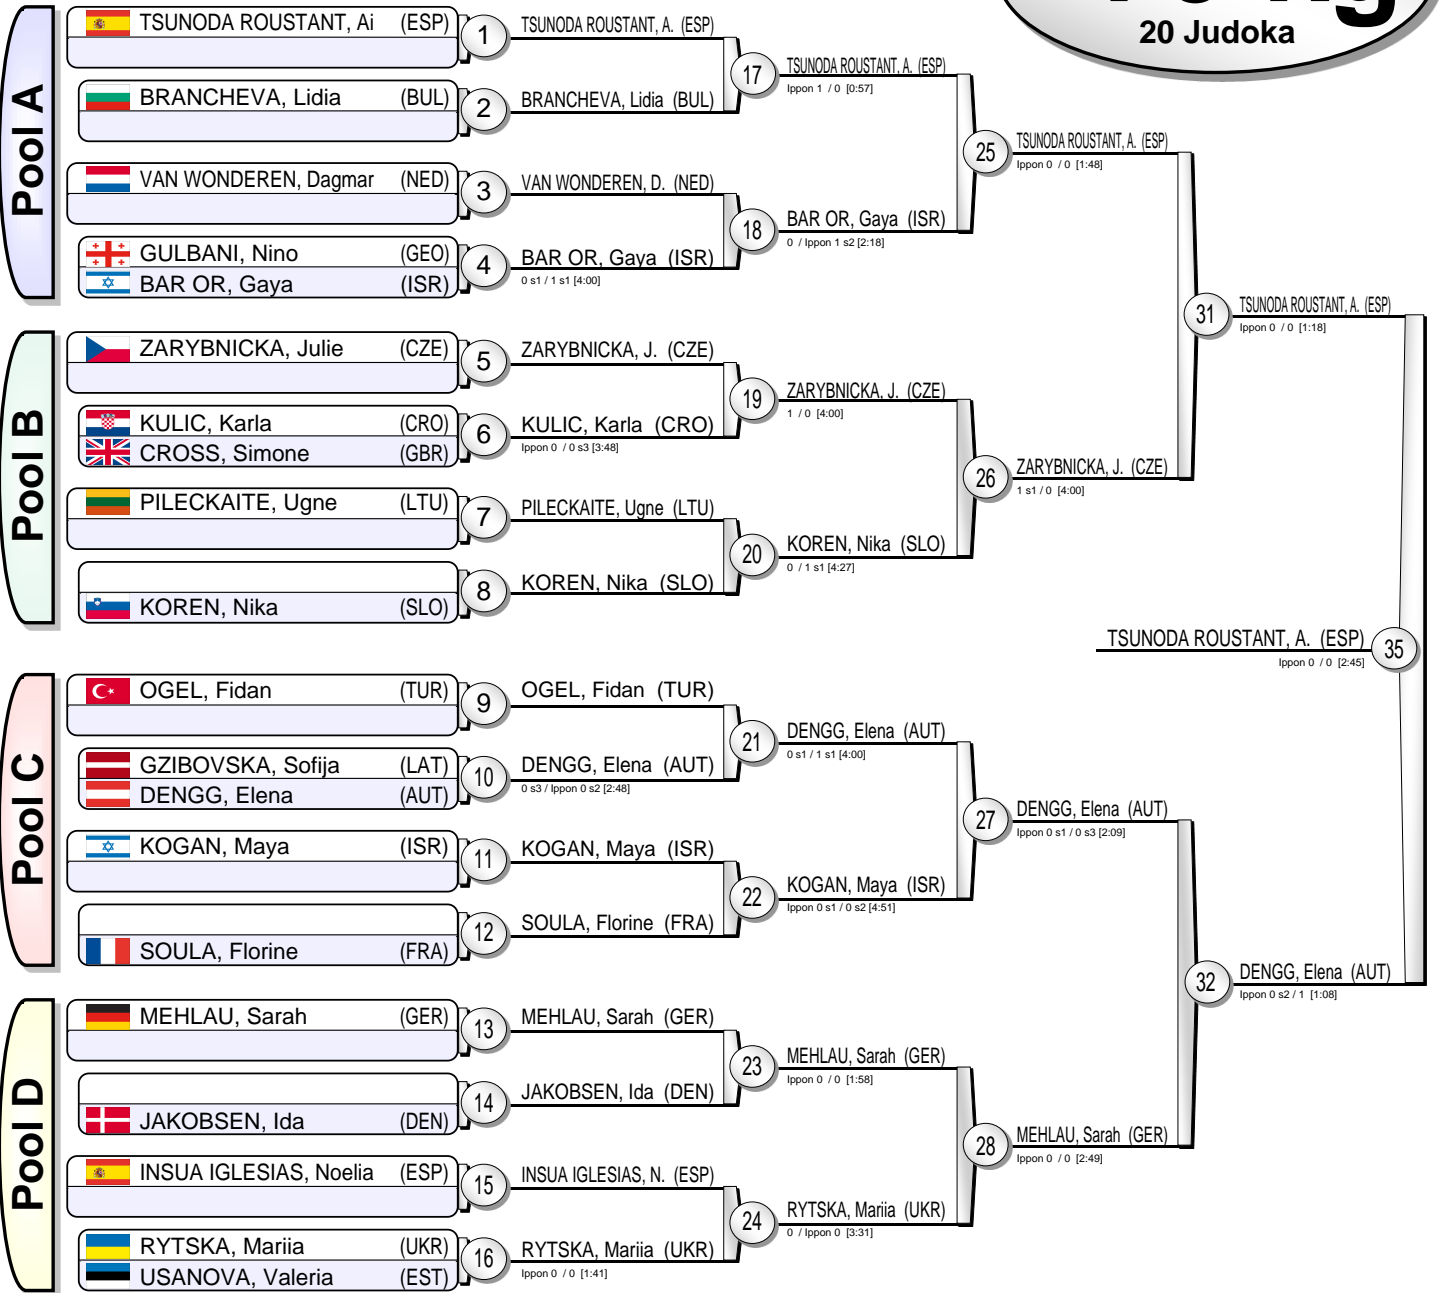 20 Judoka
Pool A
TSUNODA ROUSTANT, Ai (ESP)
1
BRANCHEVA, Lidia (BUL)
2
VAN WONDEREN, Dagmar (NED)
3
GULBANI, Nino (GEO)
BAR OR, Gaya (ISR)
4
Pool B
ZARYBNICKA, Julie (CZE)
5
KULIC, Karla (CRO)
CROSS, Simone (GBR)
6
PILECKAITE, Ugne (LTU)
7
KOREN, Nika (SLO)
8
Pool C
OGEL, Fidan (TUR)
9
GZIBOVSKA, Sofija (LAT)
DENGG, Elena (AUT)
10
KOGAN, Maya (ISR)
11
SOULA, Florine (FRA)
12
Pool D
MEHLAU, Sarah (GER)
13
JAKOBSEN, Ida (DEN)
14
INSUA IGLESIAS, Noelia (ESP)
15
RYTSKA, Mariia (UKR)
USANOVA, Valeria (EST)
16
TSUNODA ROUSTANT, A. (ESP)
17
BRANCHEVA, Lidia (BUL)
VAN WONDEREN, D. (NED)
18
BAR OR, Gaya (ISR)
0 s1 / 1 s1 [4:00]
ZARYBNICKA, J. (CZE)
19
KULIC, Karla (CRO)
Ippon 0 / 0 s3 [3:48]
PILECKAITE, Ugne (LTU)
20
KOREN, Nika (SLO)
OGEL, Fidan (TUR)
21
DENGG, Elena (AUT)
0 s3 / Ippon 0 s2 [2:48]
KOGAN, Maya (ISR)
22
SOULA, Florine (FRA)
MEHLAU, Sarah (GER)
23
JAKOBSEN, Ida (DEN)
INSUA IGLESIAS, N. (ESP)
24
RYTSKA, Mariia (UKR)
Ippon 0 / 0 [1:41]
TSUNODA ROUSTANT, A. (ESP)
Ippon 1 / 0 [0:57]
25
BAR OR, Gaya (ISR)
0 / Ippon 1 s2 [2:18]
ZARYBNICKA, J. (CZE)
1 / 0 [4:00]
26
KOREN, Nika (SLO)
0 / 1 s1 [4:27]
DENGG, Elena (AUT)
0 s1 / 1 s1 [4:00]
27
KOGAN, Maya (ISR)
Ippon 0 s1 / 0 s2 [4:51]
MEHLAU, Sarah (GER)
Ippon 0 / 0 [1:58]
28
RYTSKA, Mariia (UKR)
0 / Ippon 0 [3:31]
TSUNODA ROUSTANT, A. (ESP)
Ippon 0 / 0 [1:48]
31
ZARYBNICKA, J. (CZE)
1 s1 / 0 [4:00]
DENGG, Elena (AUT)
Ippon 0 s1 / 0 s3 [2:09]
32
MEHLAU, Sarah (GER)
Ippon 0 / 0 [2:49]
TSUNODA ROUSTANT, A. (ESP)
Ippon 0 / 0 [1:18]
DENGG, Elena (AUT)
Ippon 0 s2 / 1 [1:08]
TSUNODA ROUSTANT, A. (ESP)
35
Ippon 0 / 0 [2:45]